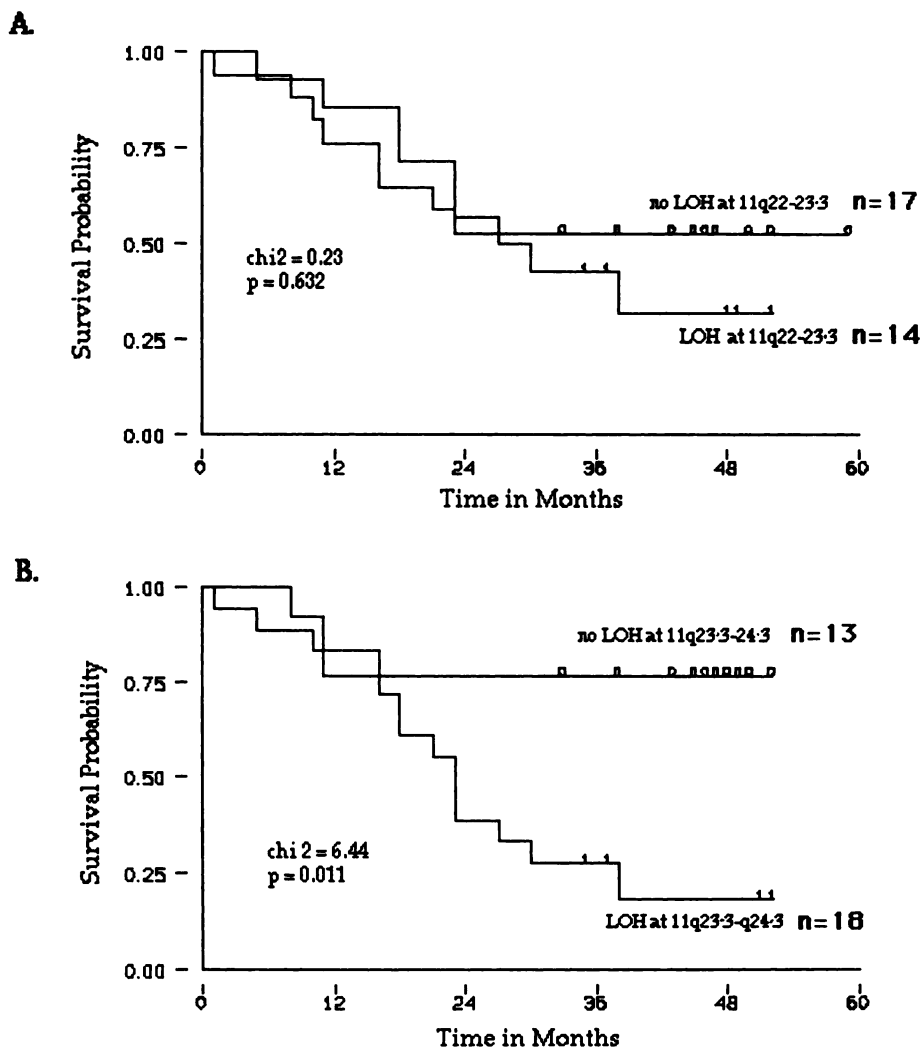 A.
1.00
0.75
0.50
0.25
0.00
Survival Probability
no LOH at 11q22-23·3 n=17
chi2 = 0.23
p = 0.632
LOH at 11q22-23·3 n=14
0 12 24 36 48 60
Time in Months
B.
1.00
0.75
0.50
0.25
0.00
Survival Probability
no LOH at 11q23·3-24·3 n=13
chi 2 = 6.44
p = 0.011
LOH at 11q23·3-q24·3 n=18
0 12 24 36 48 60
Time in Months